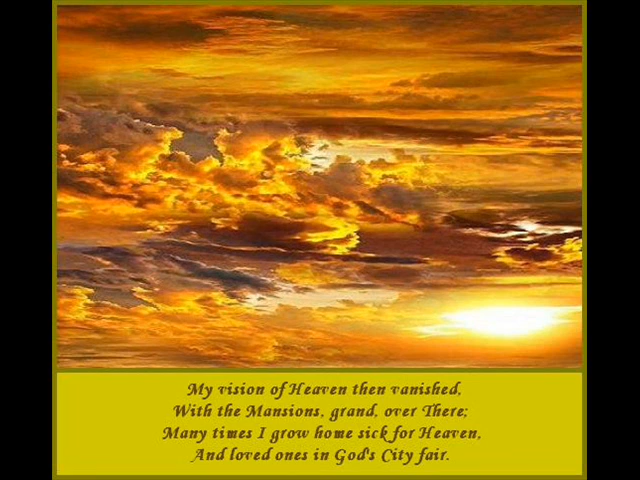 My vision of Heaven then vanished,
With the Mansions, grand, over There;
Many times I grow home sick for Heaven,
And loved ones in God's City fair.